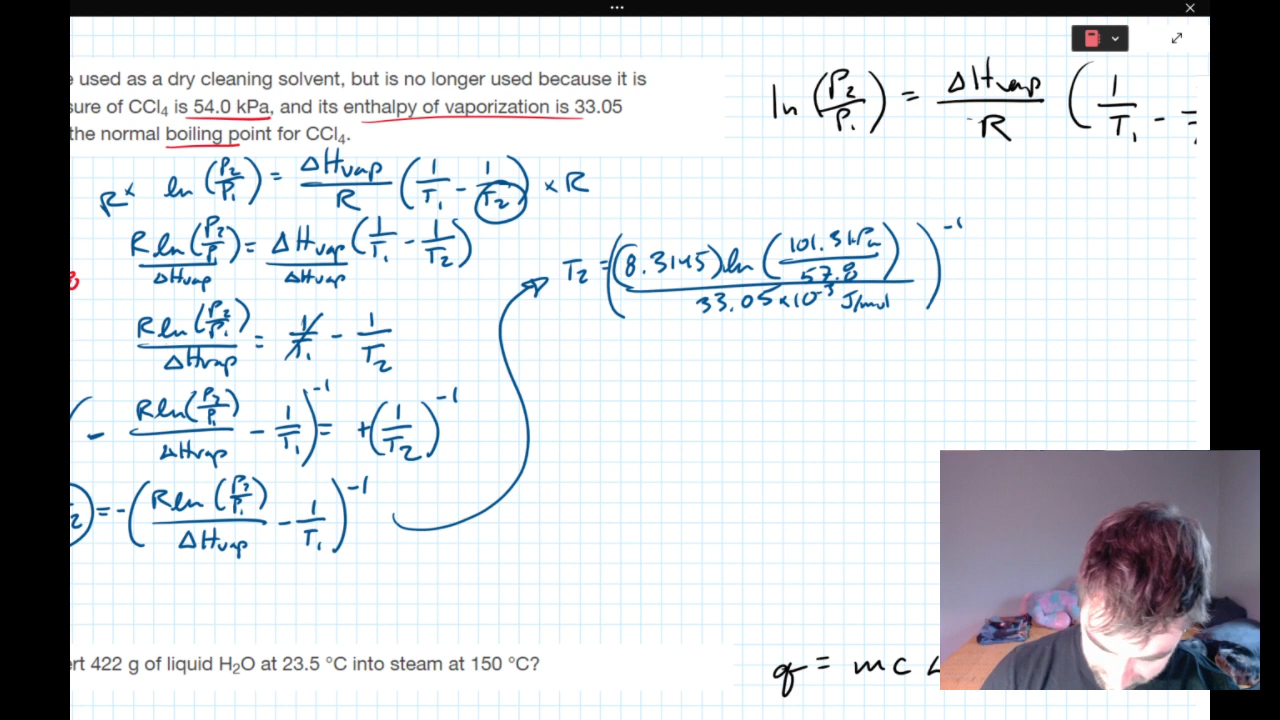 e used as a dry cleaning solvent, but is no longer used because it is
sure of CCl₄ is 54.0 kPa, and its enthalpy of vaporization is 33.05
the normal boiling point for CCl₄.
ln (P₂/P₁) = ΔHvap/R (1/T₁ -
R × ln (P₂/P₁) = ΔHvap/R (1/T₁ - 1/T₂) × R
R ln (P₂/P)/ΔHvap = ΔHvap/ΔHvap (1/T₁ - 1/T₂)
R ln (P₂/P₁)/ΔHvap = 1/T₁ - 1/T₂
( - R ln (P₂/P₁)/ΔHvap - 1/T₁)⁻¹ = +(1/T₂)⁻¹
₂) = -(R ln (P₂/P₁)/ΔHvap - 1/T₁)⁻¹
T₂ = ((8.3145) ln (101.3 kPa/57.8)/33.05×10⁻³ J/mol)⁻¹
ert 422 g of liquid H₂O at 23.5 °C into steam at 150 °C?
q = mc